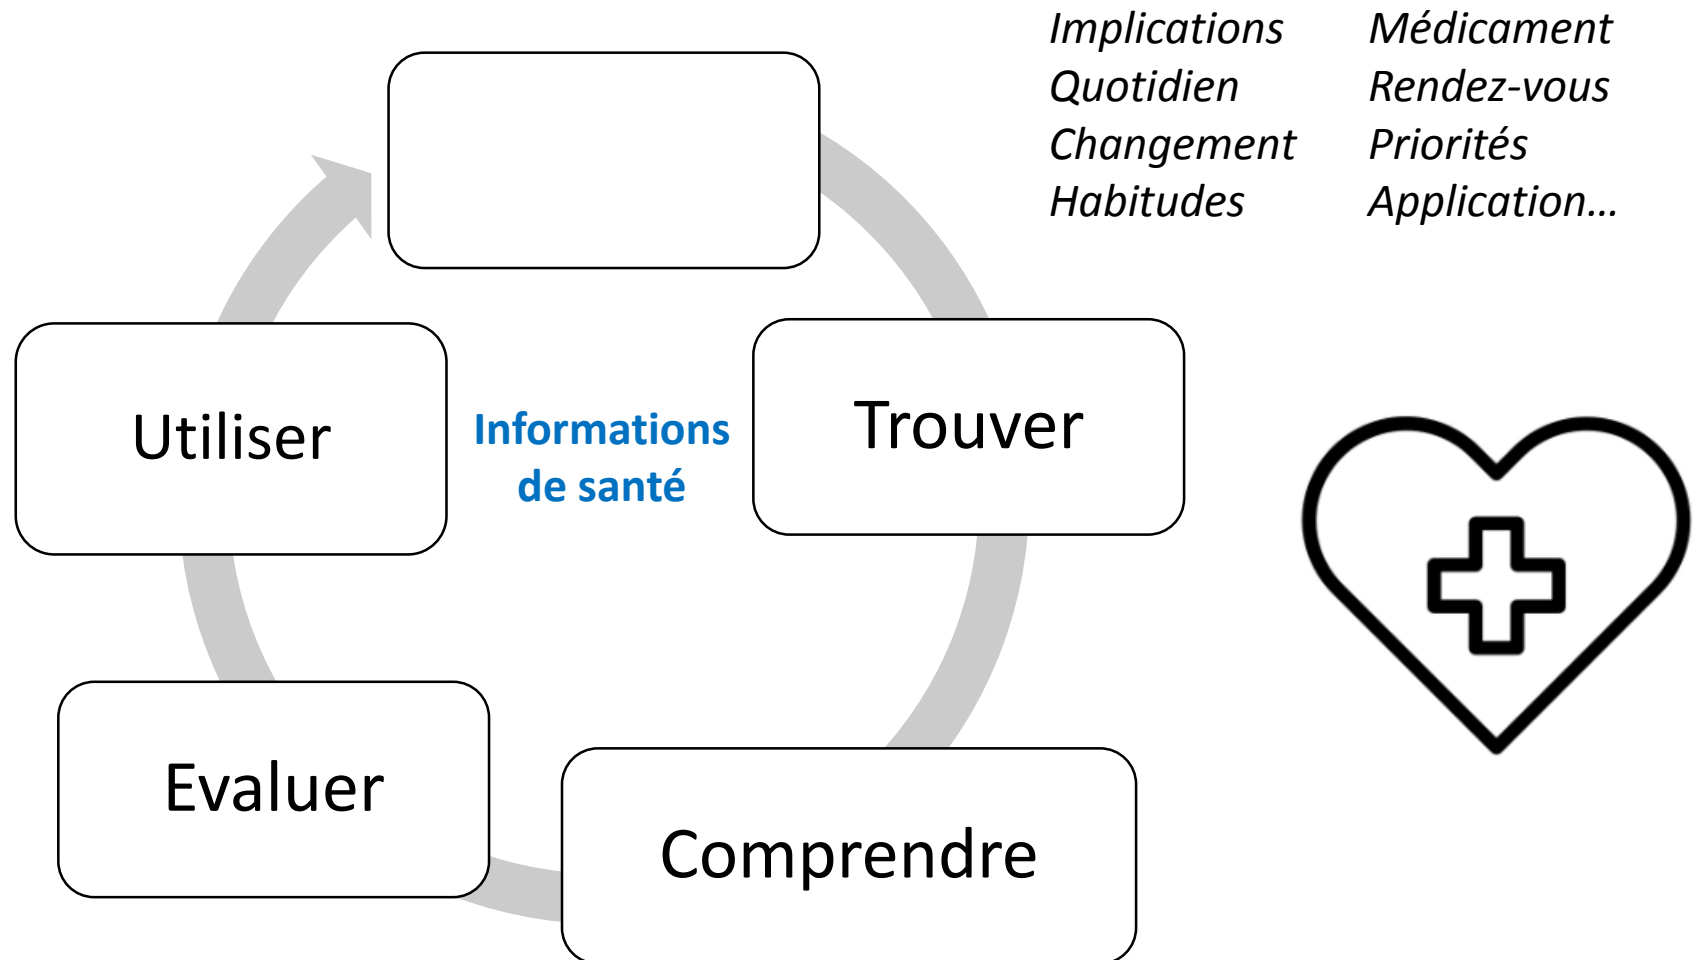 Implications
Quotidien
Changement
Habitudes
Médicament
Rendez-vous
Priorités
Application…
Utiliser
Informations
de santé
Trouver
Evaluer
Comprendre